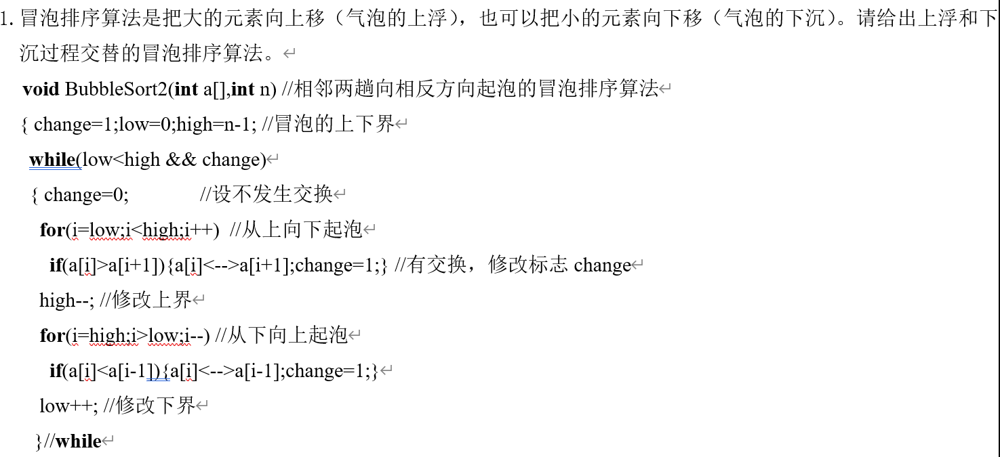 1.冒泡排序算法是把大的元素向上移（气泡的上浮），也可以把小的元素向下移（气泡的下沉）。请给出上浮和下
沉过程交替的冒泡排序算法。↵
void BubbleSort2(int a[],int n) //相邻两趟向相反方向起泡的冒泡排序算法↵
{ change=1;low=0;high=n-1; //冒泡的上下界↵
while(low<high && change)↵
{ change=0; //设不发生交换↵
for(i=low;i<high;i++) //从上向下起泡↵
if(a[i]>a[i+1]){a[i]<-->a[i+1];change=1;} //有交换，修改标志 change↵
high--; //修改上界↵
for(i=high;i>low;i--) //从下向上起泡↵
if(a[i]<a[i-1]){a[i]<-->a[i-1];change=1;}↵
low++; //修改下界↵
}//while↵